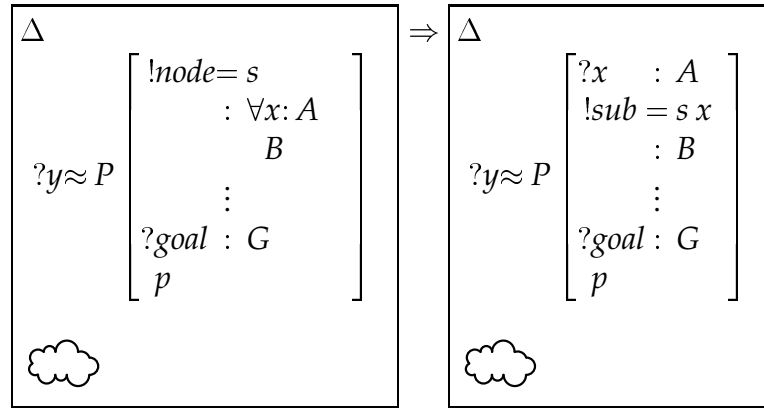 Δ ⇒ Δ
!node= s ?x : A
: ∀x: A !sub = s x
B : B
?y≈ P ?y≈ P
⋮ ⋮
?goal : G ?goal : G
p p